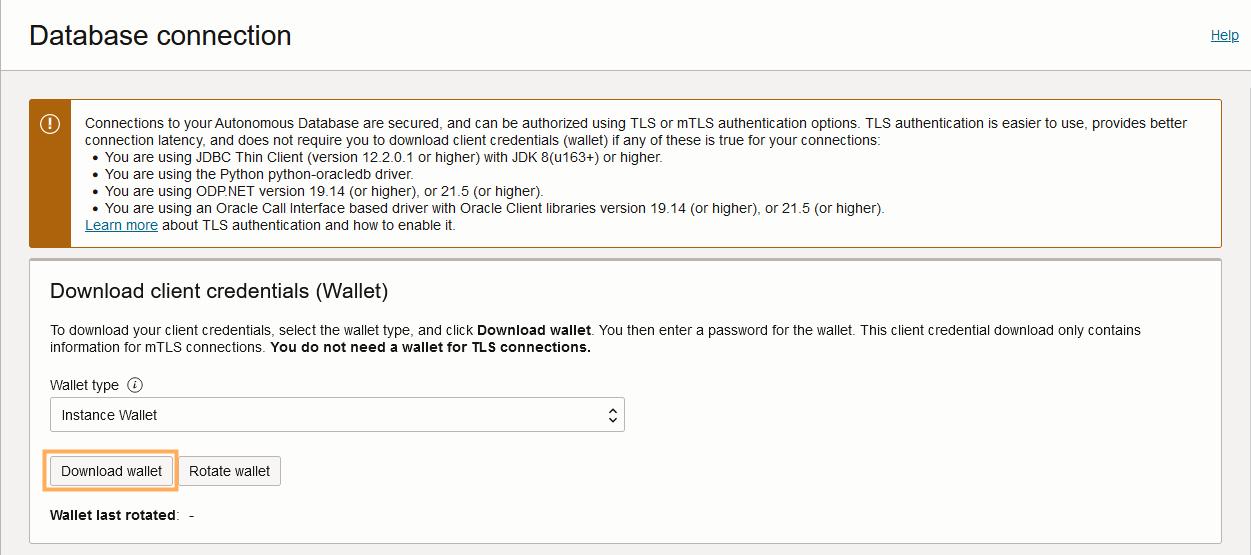 Database connection
Help
Connections to your Autonomous Database are secured, and can be authorized using TLS or mTLS authentication options. TLS authentication is easier to use, provides better
connection latency, and does not require you to download client credentials (wallet) if any of these is true for your connections:
• You are using JDBC Thin Client (version 12.2.0.1 or higher) with JDK 8(u163+) or higher.
• You are using the Python python-oracledb driver.
• You are using ODP.NET version 19.14 (or higher), or 21.5 (or higher).
• You are using an Oracle Call Interface based driver with Oracle Client libraries version 19.14 (or higher), or 21.5 (or higher).
Learn more about TLS authentication and how to enable it.
Download client credentials (Wallet)
To download your client credentials, select the wallet type, and click Download wallet. You then enter a password for the wallet. This client credential download only contains
information for mTLS connections. You do not need a wallet for TLS connections.
Wallet type
Instance Wallet
Download wallet Rotate wallet
Wallet last rotated: -